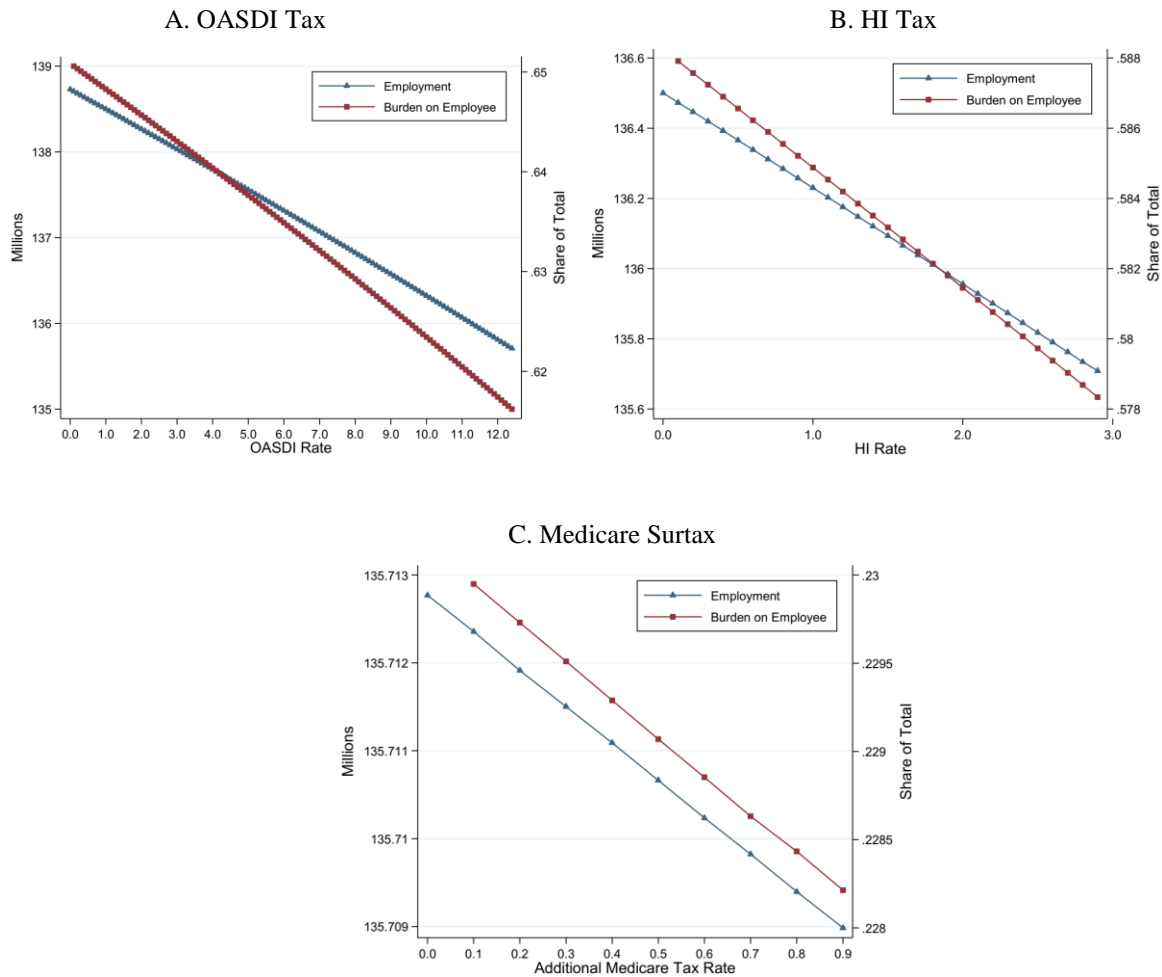 A. OASDI Tax
139
138
137
136
135
Millions
.65
.64
.63
.62
Share of Total
Employment
Burden on Employee
0.0 1.0 2.0 3.0 4.0 5.0 6.0 7.0 8.0 9.0 10.0 11.0 12.0
OASDI Rate
B. HI Tax
136.6
136.4
136.2
136
135.8
135.6
Millions
.588
.586
.584
.582
.58
.578
Share of Total
Employment
Burden on Employee
0.0 1.0 2.0 3.0
HI Rate
C. Medicare Surtax
135.713
135.712
135.711
135.71
135.709
Millions
.23
.2295
.229
.2285
.228
Share of Total
Employment
Burden on Employee
0.0 0.1 0.2 0.3 0.4 0.5 0.6 0.7 0.8 0.9
Additional Medicare Tax Rate